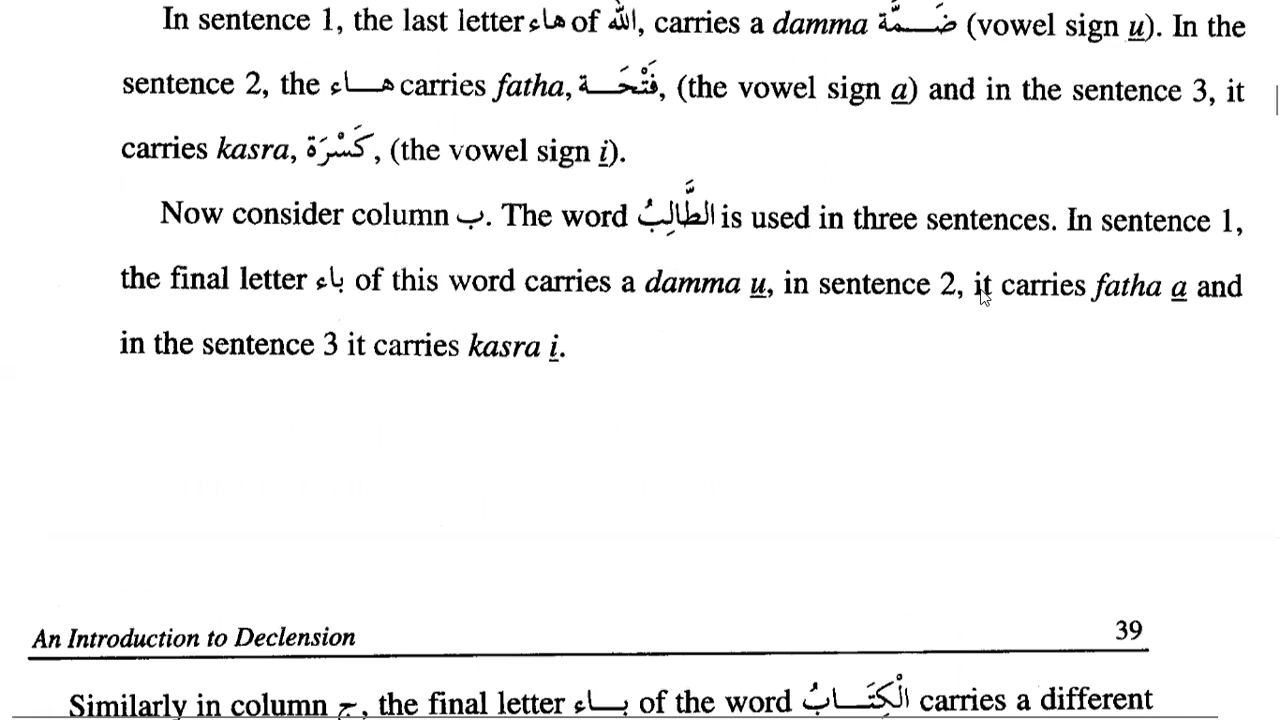 In sentence 1, the last letter هاء of الله, carries a damma ضَمَّة (vowel sign u). In the
sentence 2, the هاء carries fatha, فَتْحَة, (the vowel sign a) and in the sentence 3, it
carries kasra, كَسْرَة, (the vowel sign i).
Now consider column ب. The word الطَّالِبُ is used in three sentences. In sentence 1,
the final letter باء of this word carries a damma u, in sentence 2, it carries fatha a and
in the sentence 3 it carries kasra i.
An Introduction to Declension 39
Similarly in column ج, the final letter باء of the word الْكِتَابُ carries a different